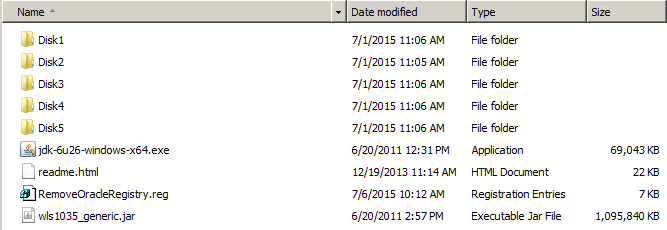 Name Date modified Type Size
Disk1 7/1/2015 11:06 AM File folder
Disk2 7/1/2015 11:05 AM File folder
Disk3 7/1/2015 11:06 AM File folder
Disk4 7/1/2015 11:06 AM File folder
Disk5 7/1/2015 11:06 AM File folder
jdk-6u26-windows-x64.exe 6/20/2011 12:31 PM Application 69,043 KB
readme.html 12/19/2013 11:14 AM HTML Document 22 KB
RemoveOracleRegistry.reg 7/6/2015 10:12 AM Registration Entries 7 KB
wls1035_generic.jar 6/20/2011 2:57 PM Executable Jar File 1,095,840 KB